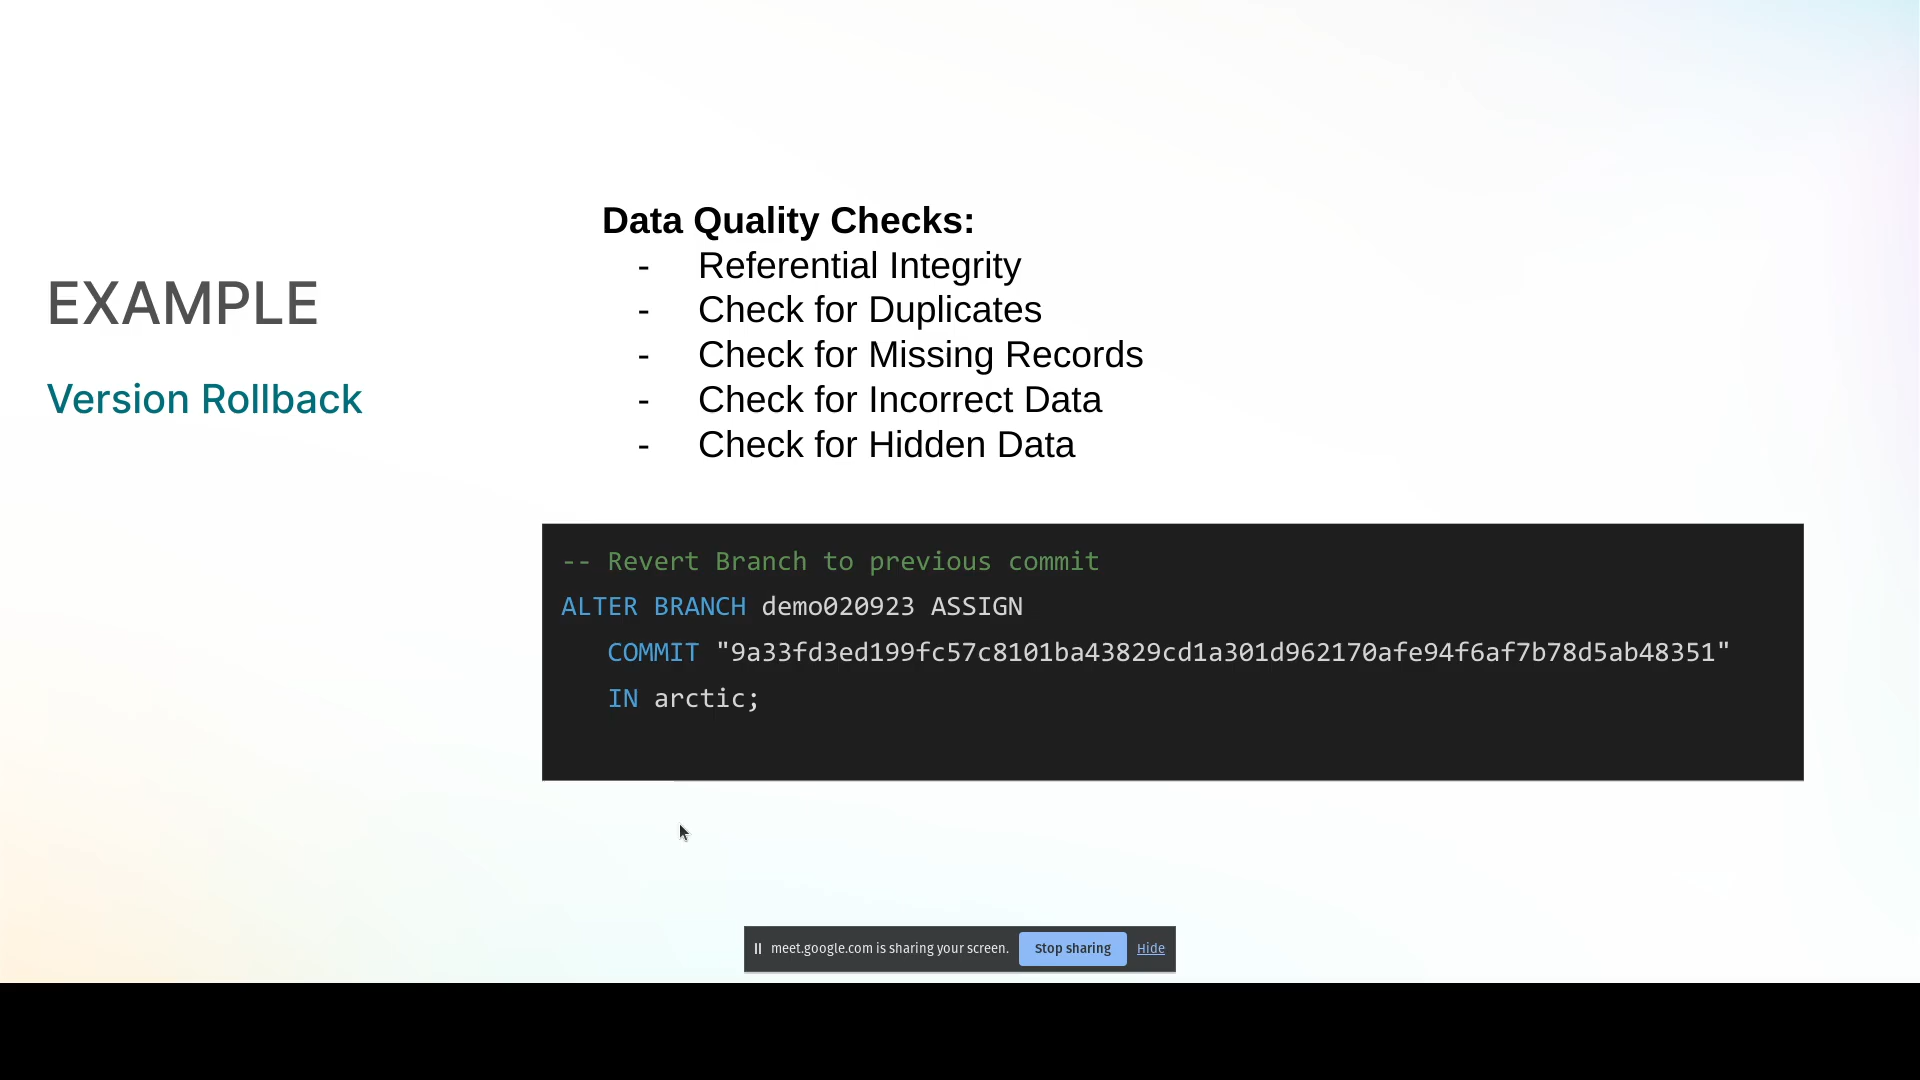 EXAMPLE
Version Rollback
Data Quality Checks:
- Referential Integrity
- Check for Duplicates
- Check for Missing Records
- Check for Incorrect Data
- Check for Hidden Data
-- Revert Branch to previous commit
ALTER BRANCH demo020923 ASSIGN
COMMIT "9a33fd3ed199fc57c8101ba43829cd1a301d962170afe94f6af7b78d5ab48351"
IN arctic;
meet.google.com is sharing your screen. Stop sharing Hide